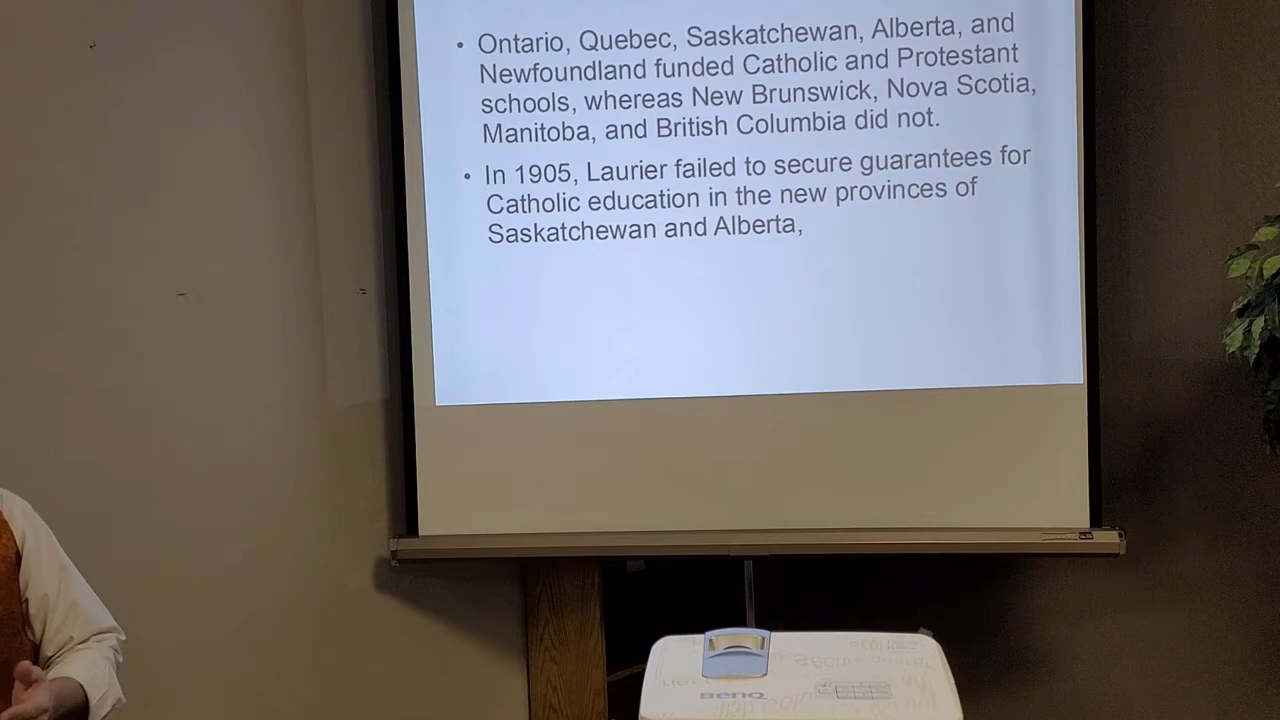 • Ontario, Quebec, Saskatchewan, Alberta, and
Newfoundland funded Catholic and Protestant
schools, whereas New Brunswick, Nova Scotia,
Manitoba, and British Columbia did not.
• In 1905, Laurier failed to secure guarantees for
Catholic education in the new provinces of
Saskatchewan and Alberta,
BenQ